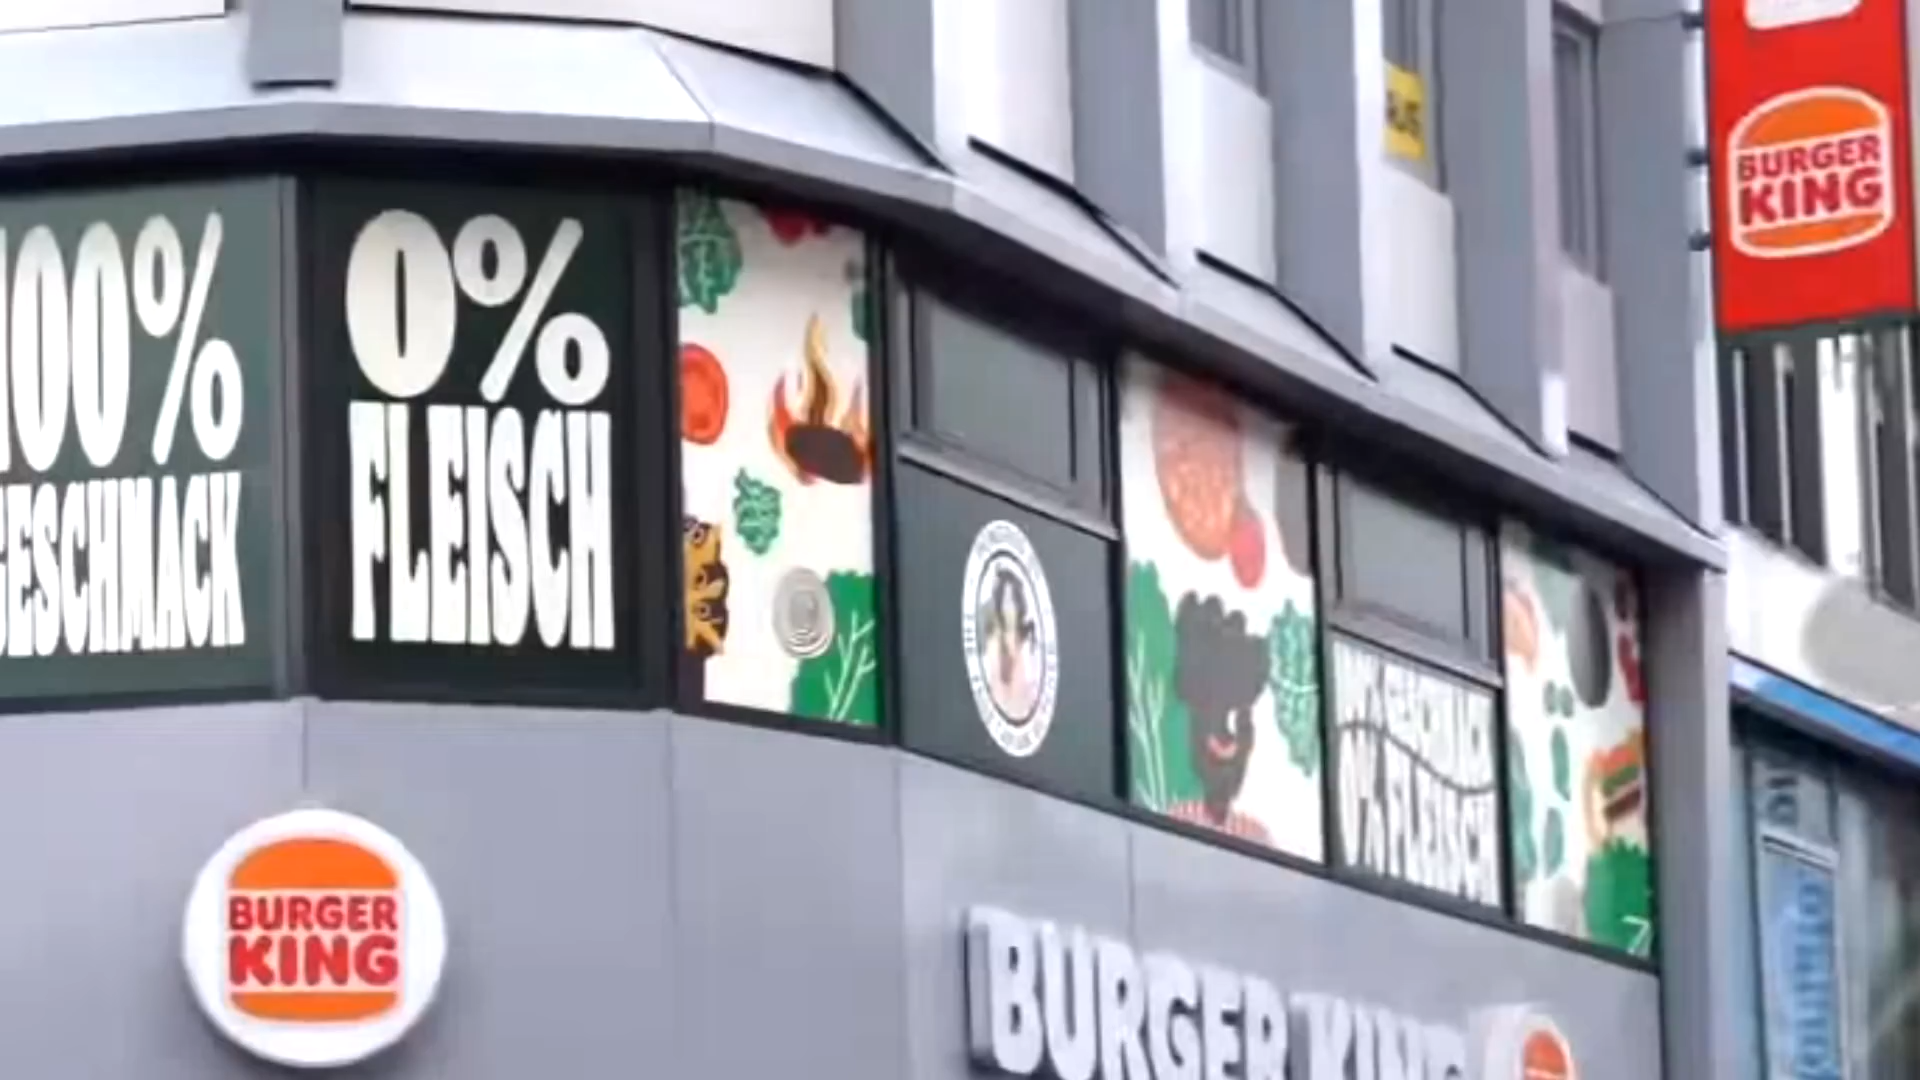 100%
GESCHMACK
0%
FLEISCH
BURGER
KING
100% GESCHMACK
0% FLEISCH
BURGER
KING
BURGER KING